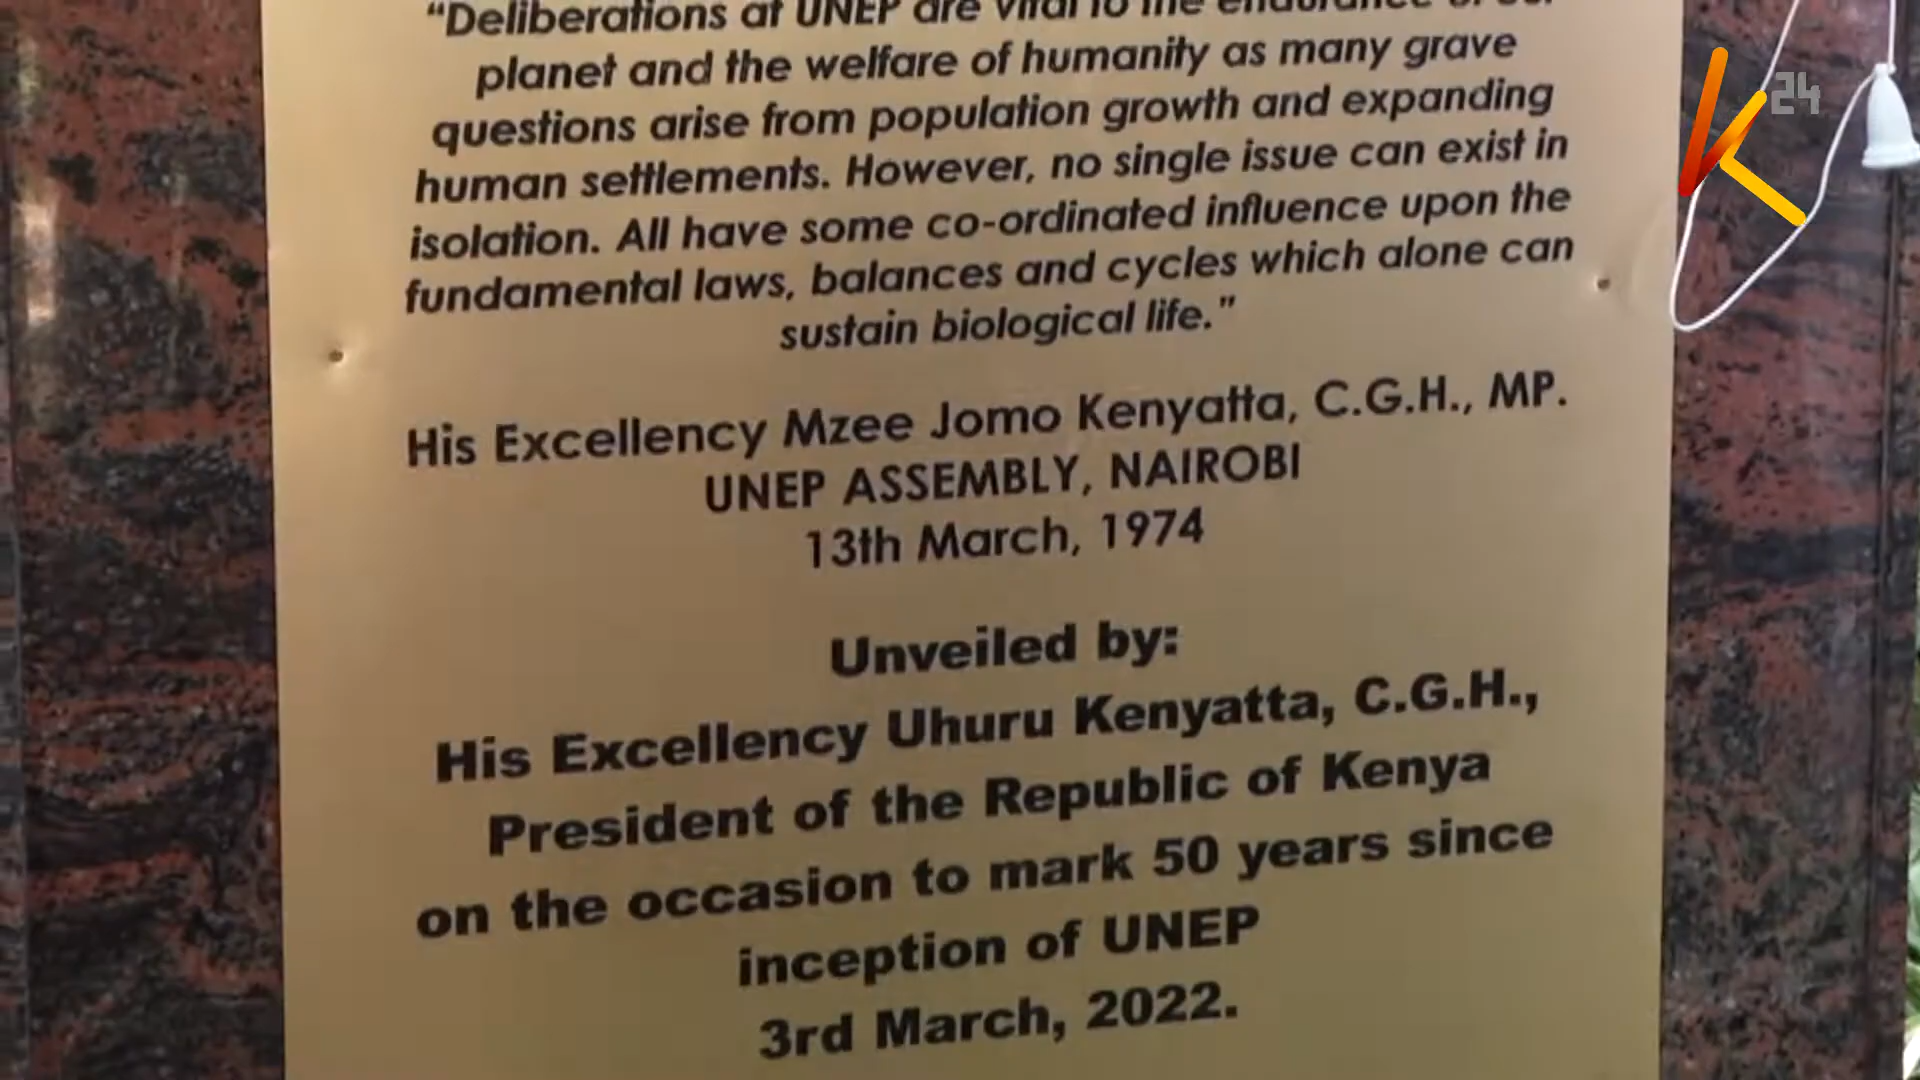 “Deliberations at UNEP are vital to the endurance of our
planet and the welfare of humanity as many grave
questions arise from population growth and expanding
human settlements. However, no single issue can exist in
isolation. All have some co-ordinated influence upon the
fundamental laws, balances and cycles which alone can
sustain biological life."
His Excellency Mzee Jomo Kenyatta, C.G.H., MP.
UNEP ASSEMBLY, NAIROBI
13th March, 1974
Unveiled by:
His Excellency Uhuru Kenyatta, C.G.H.,
President of the Republic of Kenya
on the occasion to mark 50 years since
inception of UNEP
3rd March, 2022.
K24